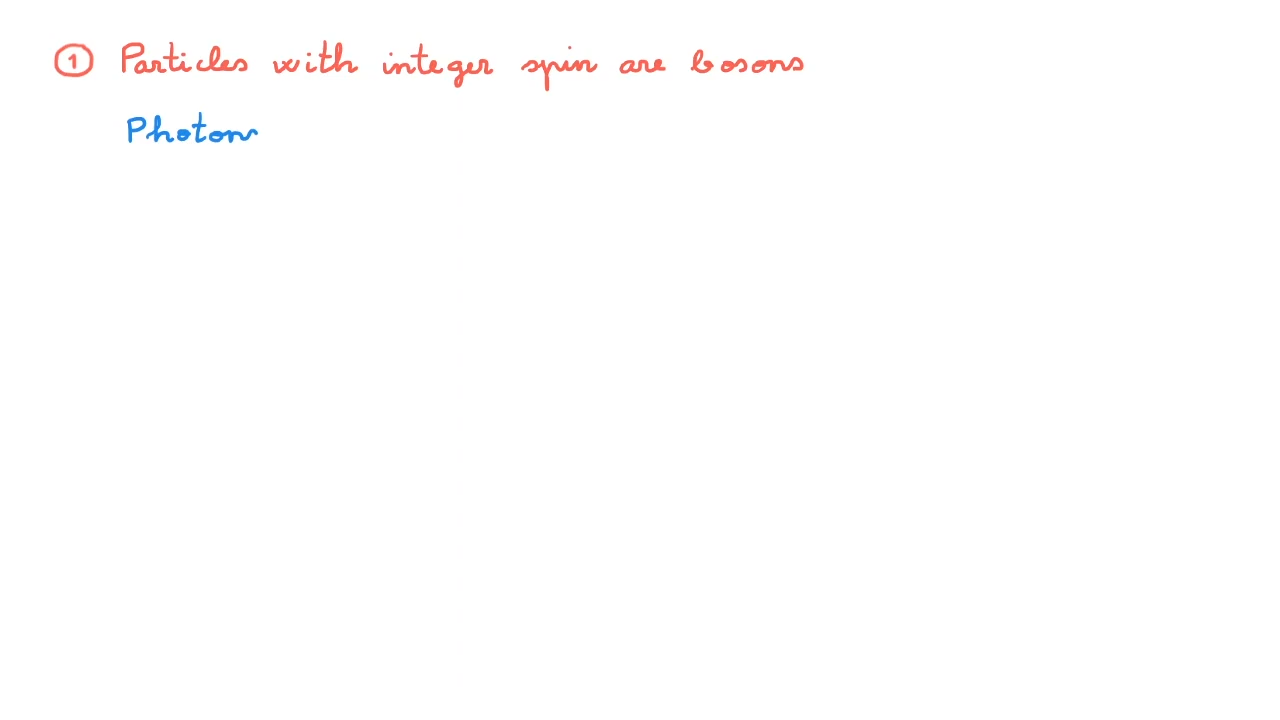 ① Particles with integer spin are bosons
Photon